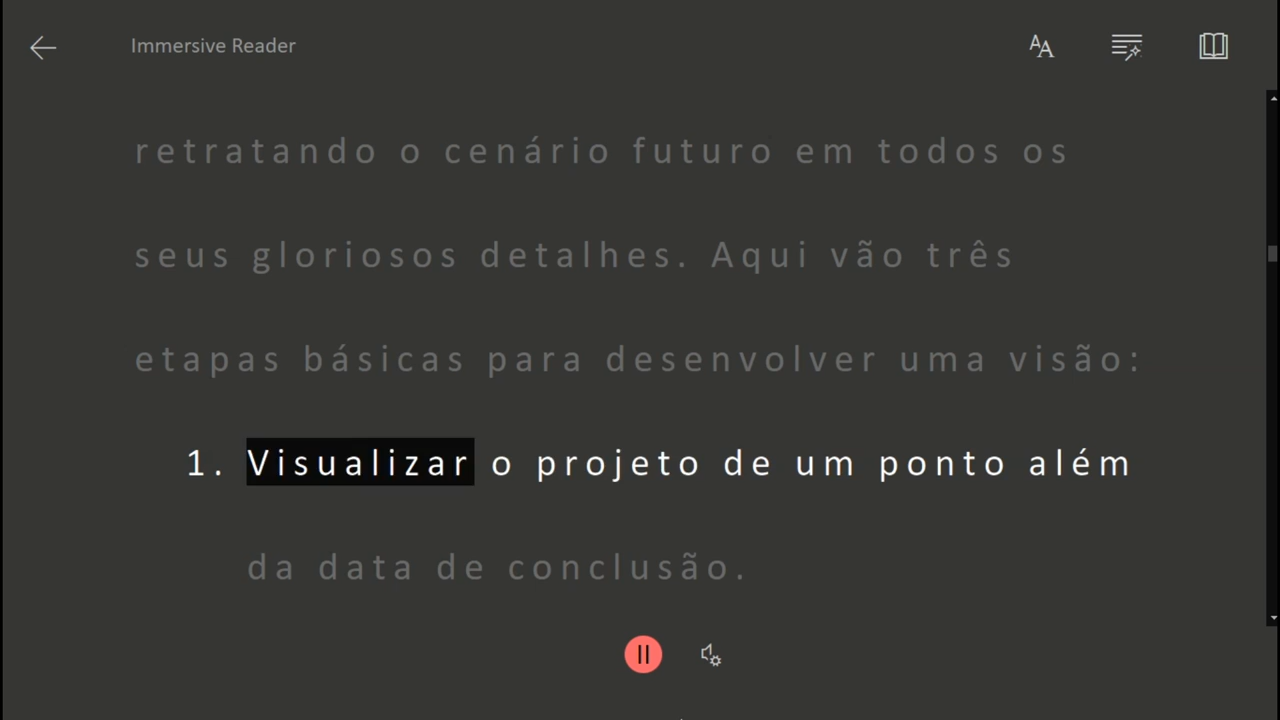 Immersive Reader
retratando o cenário futuro em todos os
seus gloriosos detalhes. Aqui vão três
etapas básicas para desenvolver uma visão:
1. Visualizar o projeto de um ponto além
da data de conclusão.